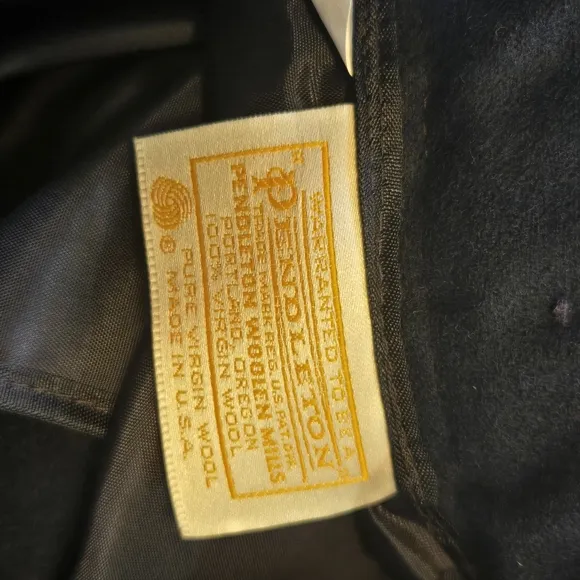 WARRANTED TO BE A
PENDLETON
TRADE MARK REG. US PAT. OFF.
PENDLETON WOOLEN MILLS
PORTLAND, OREGON
100% VIRGIN WOOL
PURE VIRGIN WOOL
MADE IN U.S.A.